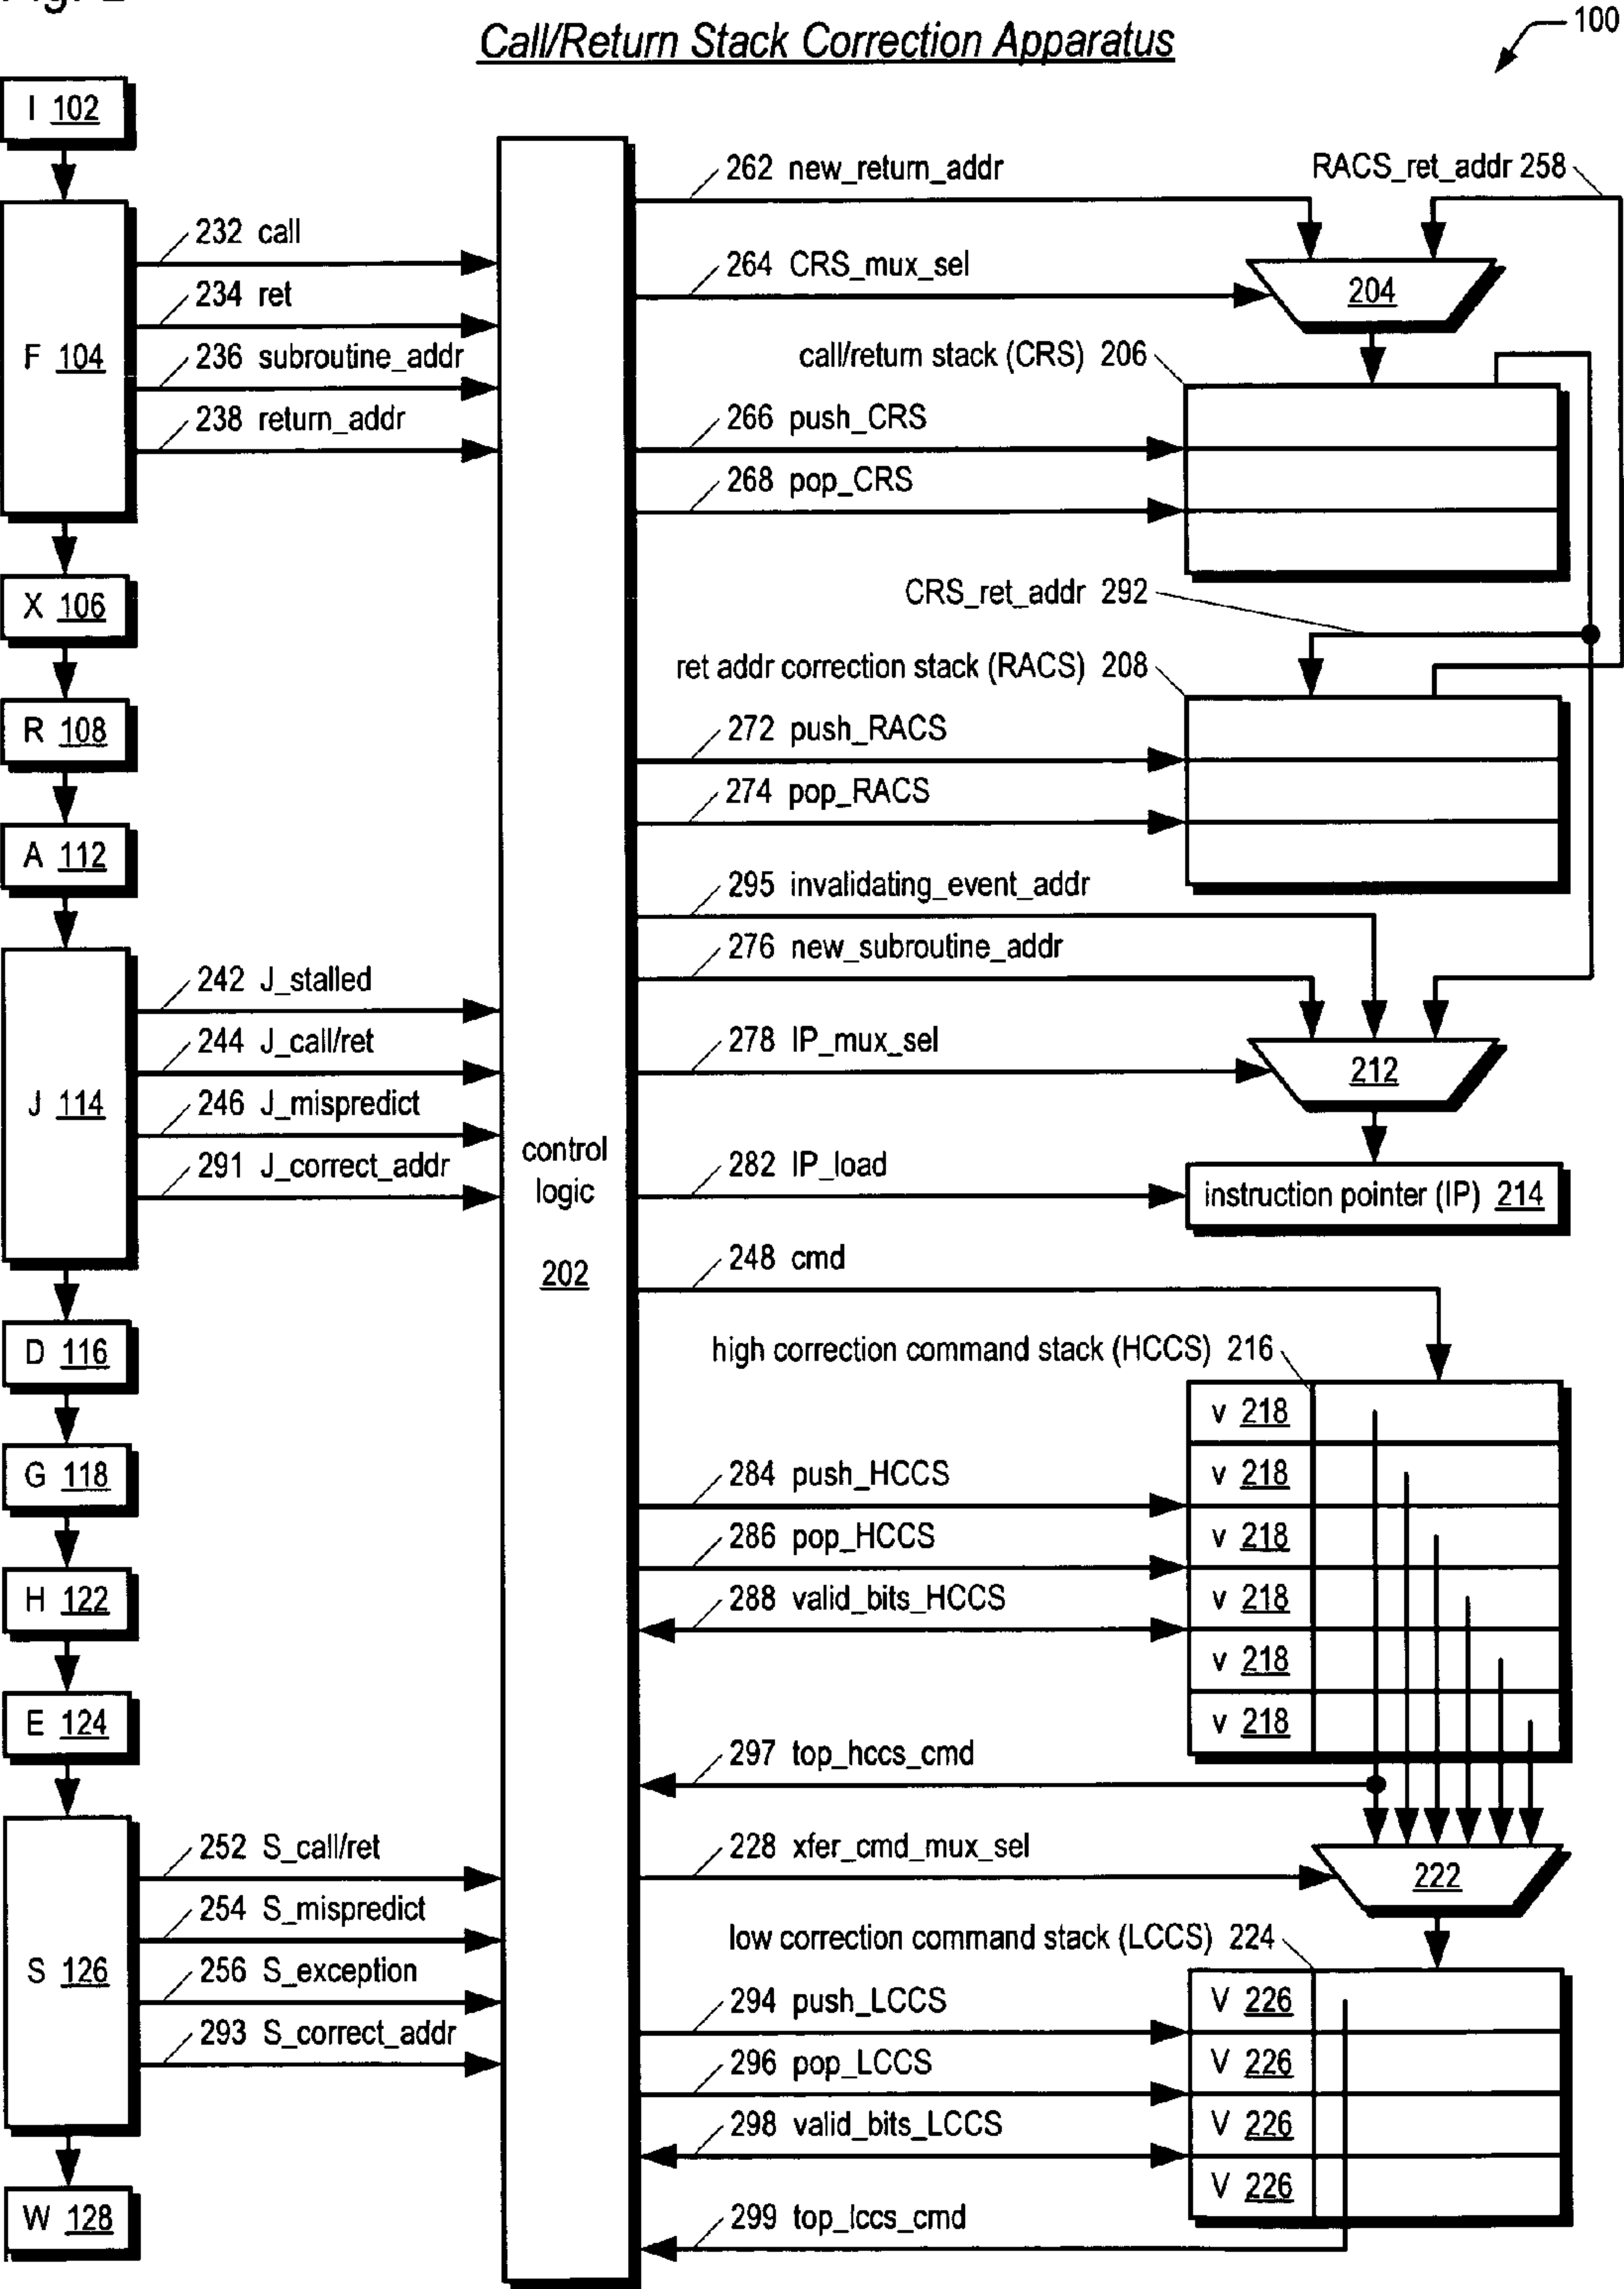 Call/Return Stack Correction Apparatus
100
I 102
F 104
X 106
R 108
A 112
J 114
D 116
G 118
H 122
E 124
S 126
W 128
232 call
234 ret
236 subroutine_addr
238 return_addr
242 J_stalled
244 J_call/ret
246 J_mispredict
291 J_correct_addr
252 S_call/ret
254 S_mispredict
256 S_exception
293 S_correct_addr
control
logic
202
262 new_return_addr
RACS_ret_addr 258
264 CRS_mux_sel
204
call/return stack (CRS) 206
266 push_CRS
268 pop_CRS
CRS_ret_addr 292
ret addr correction stack (RACS) 208
272 push_RACS
274 pop_RACS
295 invalidating_event_addr
276 new_subroutine_addr
278 IP_mux_sel
212
282 IP_load
instruction pointer (IP) 214
248 cmd
high correction command stack (HCCS) 216
v 218
v 218
284 push_HCCS
v 218
286 pop_HCCS
v 218
288 valid_bits_HCCS
v 218
v 218
297 top_hccs_cmd
228 xfer_cmd_mux_sel
222
low correction command stack (LCCS) 224
294 push_LCCS
V 226
296 pop_LCCS
V 226
298 valid_bits_LCCS
V 226
V 226
299 top_lccs_cmd